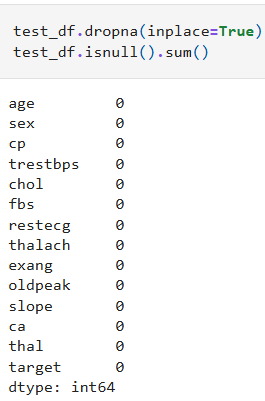 test_df.dropna(inplace=True)
test_df.isnull().sum()
age 0
sex 0
cp 0
trestbps 0
chol 0
fbs 0
restecg 0
thalach 0
exang 0
oldpeak 0
slope 0
ca 0
thal 0
target 0
dtype: int64